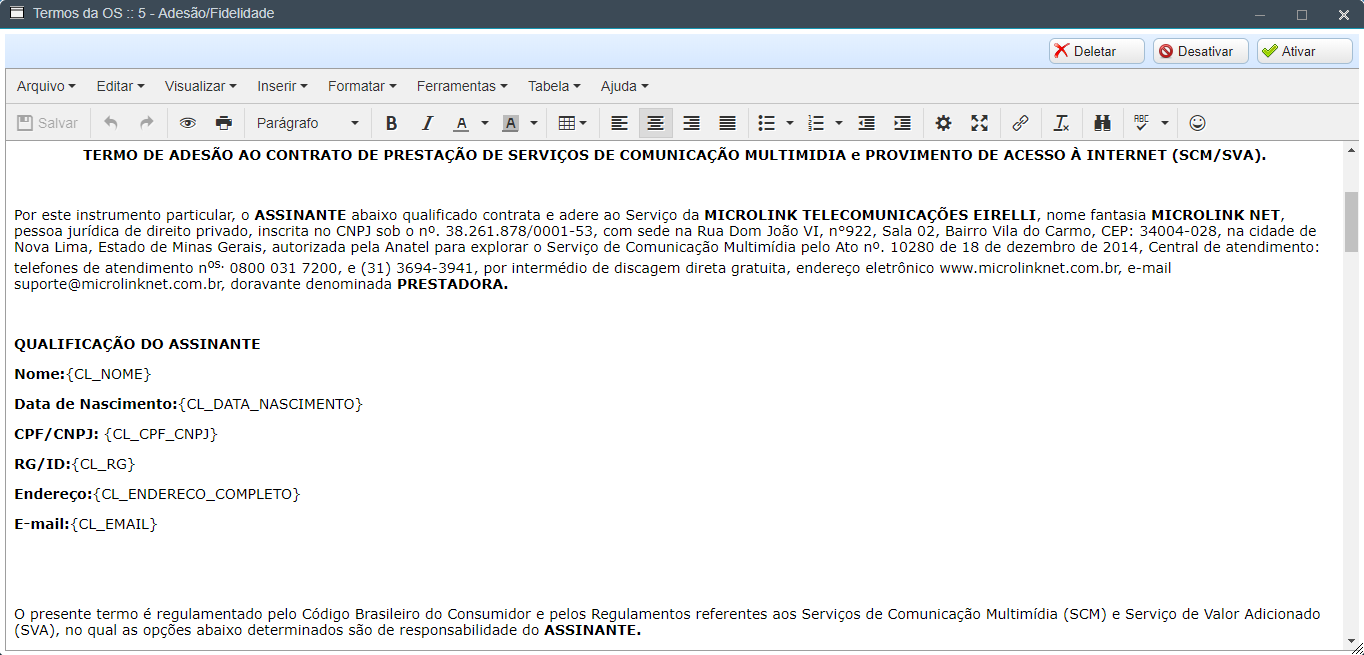 Termos da OS :: 5 - Adesão/Fidelidade
Deletar Desativar Ativar
Arquivo Editar Visualizar Inserir Formatar Ferramentas Tabela Ajuda
Salvar Parágrafo B I A A ABC
TERMO DE ADESÃO AO CONTRATO DE PRESTAÇÃO DE SERVIÇOS DE COMUNICAÇÃO MULTIMIDIA e PROVIMENTO DE ACESSO À INTERNET (SCM/SVA).
Por este instrumento particular, o ASSINANTE abaixo qualificado contrata e adere ao Serviço da MICROLINK TELECOMUNICAÇÕES EIRELLI, nome fantasia MICROLINK NET,
pessoa jurídica de direito privado, inscrita no CNPJ sob o nº. 38.261.878/0001-53, com sede na Rua Dom João VI, n°922, Sala 02, Bairro Vila do Carmo, CEP: 34004-028, na cidade de
Nova Lima, Estado de Minas Gerais, autorizada pela Anatel para explorar o Serviço de Comunicação Multimídia pelo Ato nº. 10280 de 18 de dezembro de 2014, Central de atendimento:
telefones de atendimento nos. 0800 031 7200, e (31) 3694-3941, por intermédio de discagem direta gratuita, endereço eletrônico www.microlinknet.com.br, e-mail
suporte@microlinknet.com.br, doravante denominada PRESTADORA.
QUALIFICAÇÃO DO ASSINANTE
Nome:{CL_NOME}
Data de Nascimento:{CL_DATA_NASCIMENTO}
CPF/CNPJ: {CL_CPF_CNPJ}
RG/ID:{CL_RG}
Endereço:{CL_ENDERECO_COMPLETO}
E-mail:{CL_EMAIL}
O presente termo é regulamentado pelo Código Brasileiro do Consumidor e pelos Regulamentos referentes aos Serviços de Comunicação Multimídia (SCM) e Serviço de Valor Adicionado
(SVA), no qual as opções abaixo determinados são de responsabilidade do ASSINANTE.